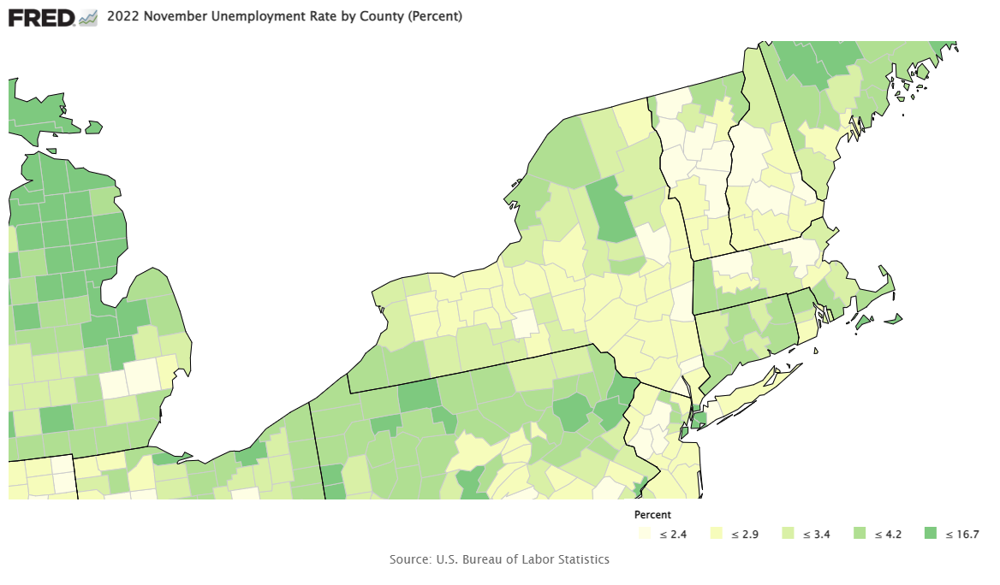 FRED 2022 November Unemployment Rate by County (Percent)
Percent
≤ 2.4 ≤ 2.9 ≤ 3.4 ≤ 4.2 ≤ 16.7
Source: U.S. Bureau of Labor Statistics